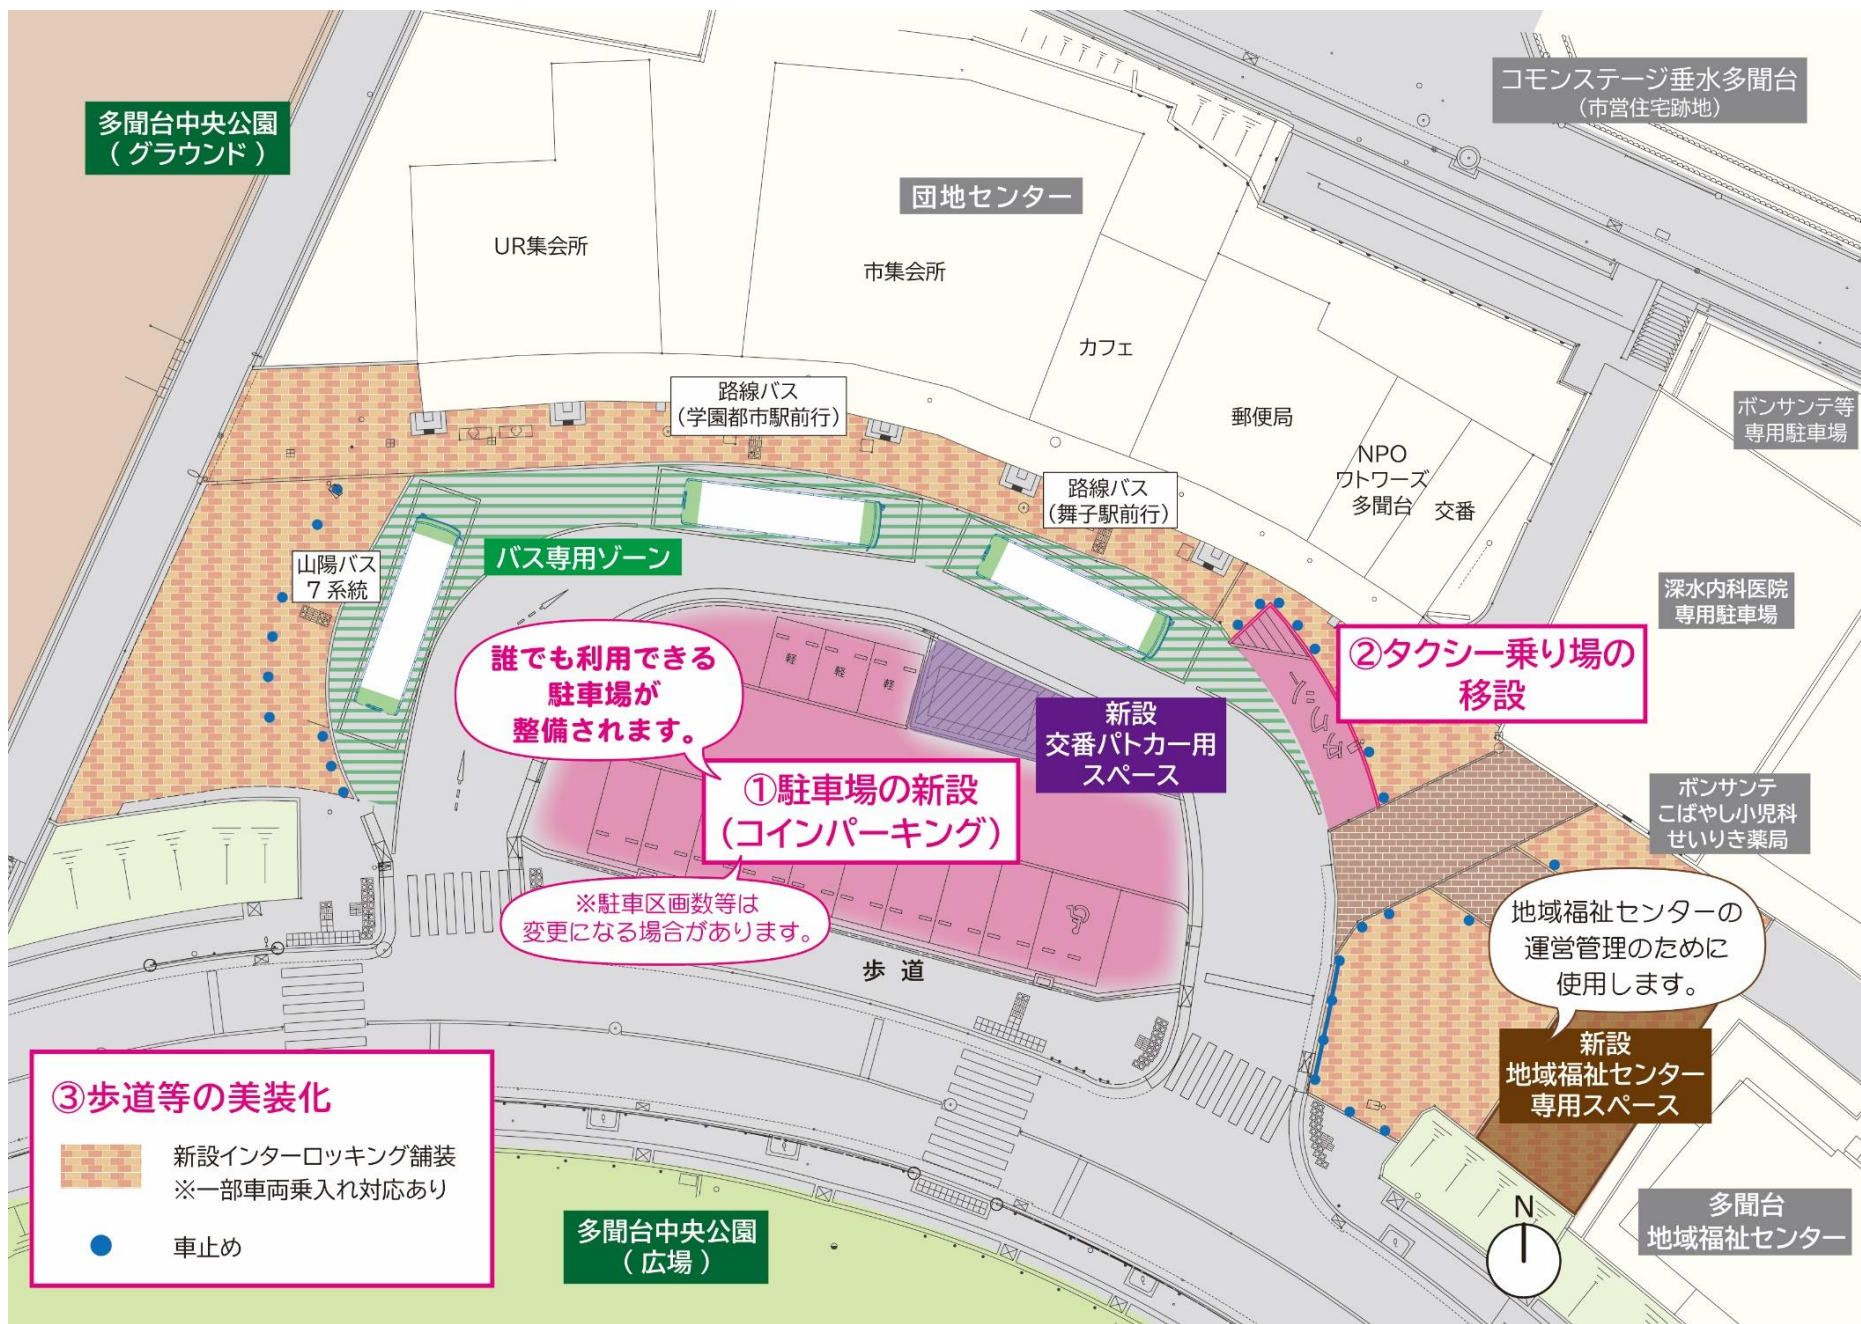 多聞台中央公園
（ グラウンド ）
コモンステージ垂水多聞台
（市営住宅跡地）
団地センター
UR集会所
市集会所
カフェ
郵便局
NPO
ワトワーズ
多聞台
交番
ボンサンテ等
専用駐車場
路線バス
（学園都市駅前行）
路線バス
（舞子駅前行）
山陽バス
７系統
バス専用ゾーン
深水内科医院
専用駐車場
誰でも利用できる
駐車場が
整備されます。
軽
軽
軽
②タクシー乗り場の
移設
タクシー
新設
交番パトカー用
スペース
①駐車場の新設
（コインパーキング）
※駐車区画数等は
変更になる場合があります。
ボンサンテ
こばやし小児科
せいりき薬局
歩 道
地域福祉センターの
運営管理のために
使用します。
新設
地域福祉センター
専用スペース
③歩道等の美装化
新設インターロッキング舗装
※一部車両乗入れ対応あり
車止め
多聞台中央公園
（ 広場 ）
N
多聞台
地域福祉センター